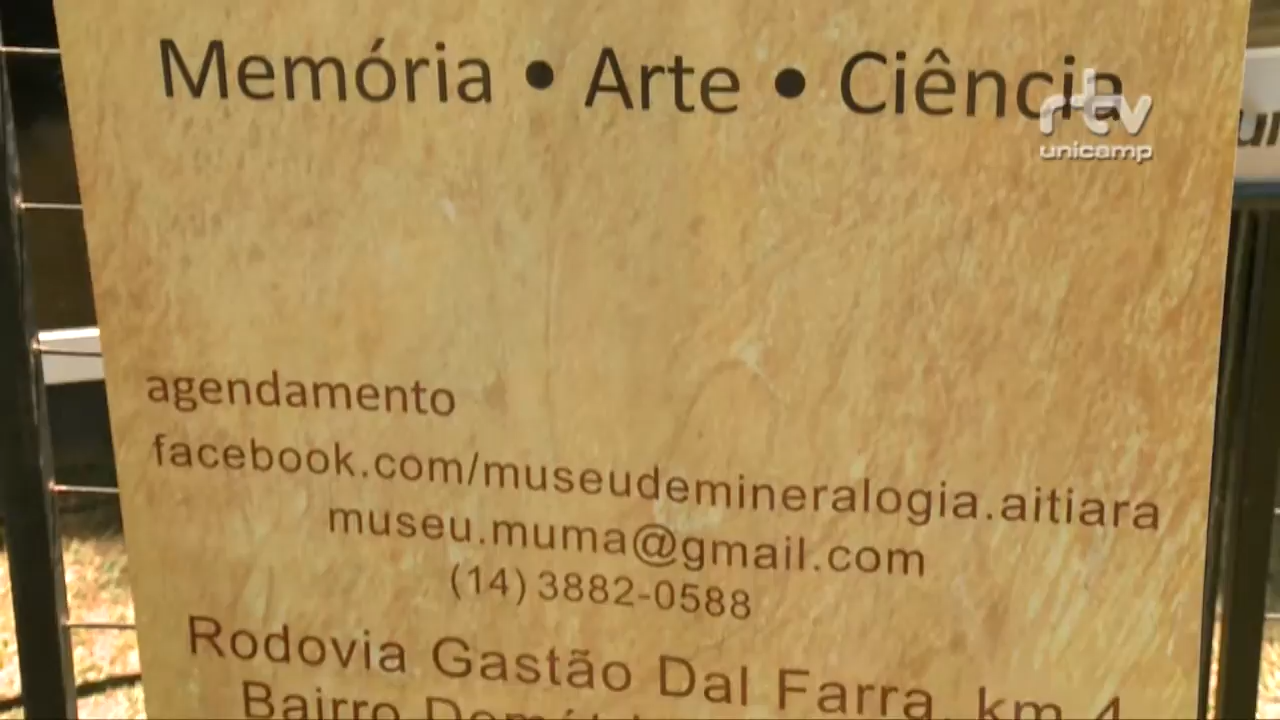 Memória • Arte • Ciência
rtv
unicamp
agendamento
facebook.com/museudemineralogia.aitiara
museu.muma@gmail.com
(14) 3882-0588
Rodovia Gastão Dal Farra, km 4
Bairro